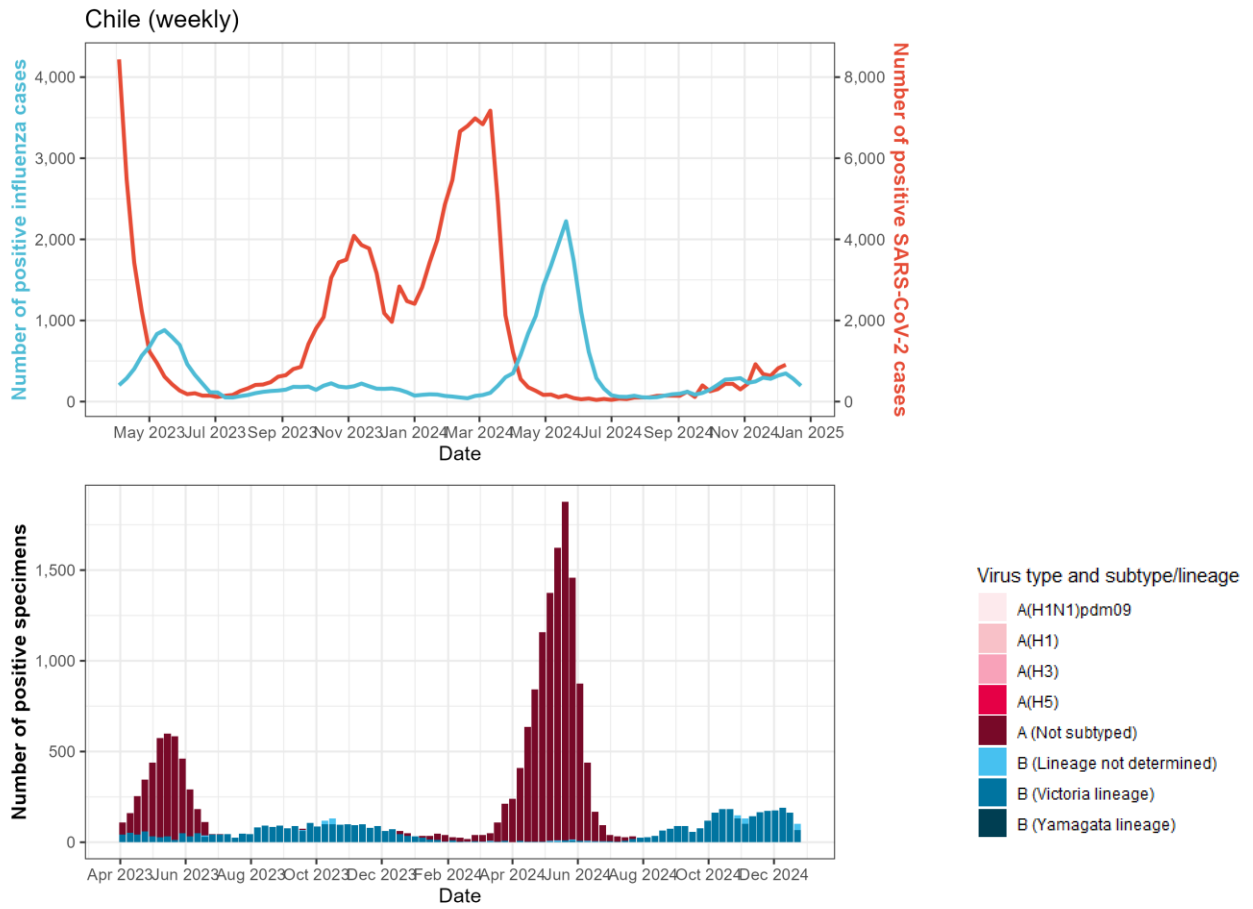 Chile (weekly)
Number of positive influenza cases
4,000
3,000
2,000
1,000
0
8,000
6,000
4,000
2,000
0
Number of positive SARS-CoV-2 cases
May 2023 Jul 2023 Sep 2023 Nov 2023 Jan 2024 Mar 2024 May 2024 Jul 2024 Sep 2024 Nov 2024 Jan 2025
Date
Number of positive specimens
1,500
1,000
500
0
Apr 2023 Jun 2023 Aug 2023 Oct 2023 Dec 2023 Feb 2024 Apr 2024 Jun 2024 Aug 2024 Oct 2024 Dec 2024
Date
Virus type and subtype/lineage
A(H1N1)pdm09
A(H1)
A(H3)
A(H5)
A (Not subtyped)
B (Lineage not determined)
B (Victoria lineage)
B (Yamagata lineage)